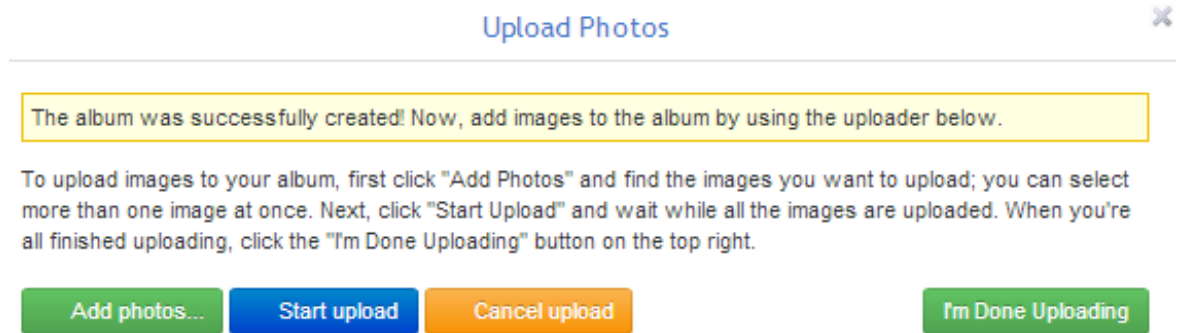 Upload Photos
The album was successfully created! Now, add images to the album by using the uploader below.
To upload images to your album, first click "Add Photos" and find the images you want to upload; you can select
more than one image at once. Next, click "Start Upload" and wait while all the images are uploaded. When you're
all finished uploading, click the "I'm Done Uploading" button on the top right.
Add photos... Start upload Cancel upload I'm Done Uploading